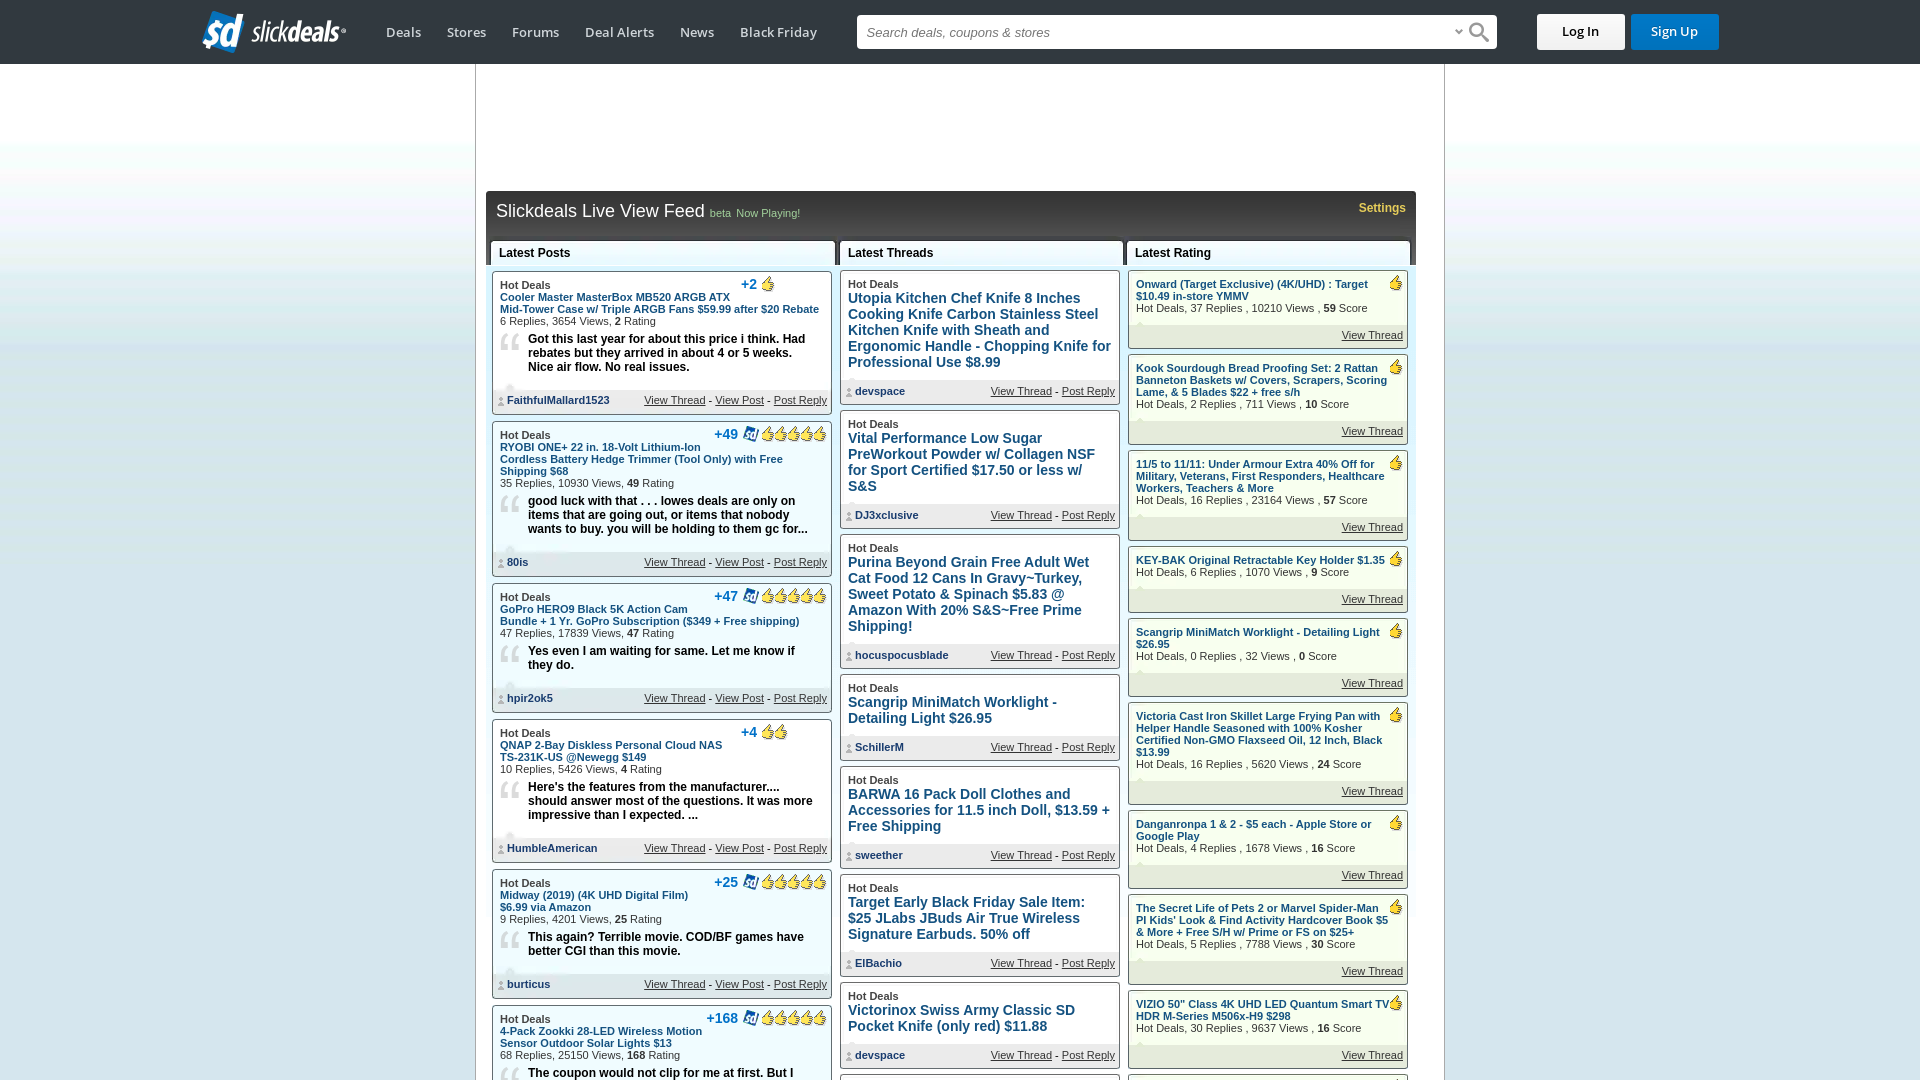 slickdeals
Deals
Stores
Forums
Deal Alerts
News
Black Friday
Search deals, coupons & stores
Log In
Sign Up
Slickdeals Live View Feed beta Now Playing!
Settings
Latest Posts
Hot Deals
+2
Cooler Master MasterBox MB520 ARGB ATX
Mid-Tower Case w/ Triple ARGB Fans $59.99 after $20 Rebate
6 Replies, 3654 Views, 2 Rating
Got this last year for about this price i think. Had
rebates but they arrived in about 4 or 5 weeks.
Nice air flow. No real issues.
FaithfulMallard1523 View Thread - View Post - Post Reply
Hot Deals
+49
RYOBI ONE+ 22 in. 18-Volt Lithium-Ion
Cordless Battery Hedge Trimmer (Tool Only) with Free
Shipping $68
35 Replies, 10930 Views, 49 Rating
good luck with that . . . lowes deals are only on
items that are going out, or items that nobody
wants to buy. you will be holding to them gc for...
80is View Thread - View Post - Post Reply
Hot Deals
+47
GoPro HERO9 Black 5K Action Cam
Bundle + 1 Yr. GoPro Subscription ($349 + Free shipping)
47 Replies, 17839 Views, 47 Rating
Yes even I am waiting for same. Let me know if
they do.
hpir2ok5 View Thread - View Post - Post Reply
Hot Deals
+4
QNAP 2-Bay Diskless Personal Cloud NAS
TS-231K-US @Newegg $149
10 Replies, 5426 Views, 4 Rating
Here's the features from the manufacturer....
should answer most of the questions. It was more
impressive than I expected. ...
HumbleAmerican View Thread - View Post - Post Reply
Hot Deals
+25
Midway (2019) (4K UHD Digital Film)
$6.99 via Amazon
9 Replies, 4201 Views, 25 Rating
This again? Terrible movie. COD/BF games have
better CGI than this movie.
burticus View Thread - View Post - Post Reply
Hot Deals
+168
4-Pack Zookki 28-LED Wireless Motion
Sensor Outdoor Solar Lights $13
68 Replies, 25150 Views, 168 Rating
The coupon would not clip for me at first. But I
Latest Threads
Hot Deals
Utopia Kitchen Chef Knife 8 Inches
Cooking Knife Carbon Stainless Steel
Kitchen Knife with Sheath and
Ergonomic Handle - Chopping Knife for
Professional Use $8.99
devspace View Thread - Post Reply
Hot Deals
Vital Performance Low Sugar
PreWorkout Powder w/ Collagen NSF
for Sport Certified $17.50 or less w/
S&S
DJ3xclusive View Thread - Post Reply
Hot Deals
Purina Beyond Grain Free Adult Wet
Cat Food 12 Cans In Gravy~Turkey,
Sweet Potato & Spinach $5.83 @
Amazon With 20% S&S~Free Prime
Shipping!
hocuspocusblade View Thread - Post Reply
Hot Deals
Scangrip MiniMatch Worklight -
Detailing Light $26.95
SchillerM View Thread - Post Reply
Hot Deals
BARWA 16 Pack Doll Clothes and
Accessories for 11.5 inch Doll, $13.59 +
Free Shipping
sweether View Thread - Post Reply
Hot Deals
Target Early Black Friday Sale Item:
$25 JLabs JBuds Air True Wireless
Signature Earbuds. 50% off
ElBachio View Thread - Post Reply
Hot Deals
Victorinox Swiss Army Classic SD
Pocket Knife (only red) $11.88
devspace View Thread - Post Reply
Latest Rating
Onward (Target Exclusive) (4K/UHD) : Target
$10.49 in-store YMMV
Hot Deals, 37 Replies , 10210 Views , 59 Score
View Thread
Kook Sourdough Bread Proofing Set: 2 Rattan
Banneton Baskets w/ Covers, Scrapers, Scoring
Lame, & 5 Blades $22 + free s/h
Hot Deals, 2 Replies , 711 Views , 10 Score
View Thread
11/5 to 11/11: Under Armour Extra 40% Off for
Military, Veterans, First Responders, Healthcare
Workers, Teachers & More
Hot Deals, 16 Replies , 23164 Views , 57 Score
View Thread
KEY-BAK Original Retractable Key Holder $1.35
Hot Deals, 6 Replies , 1070 Views , 9 Score
View Thread
Scangrip MiniMatch Worklight - Detailing Light
$26.95
Hot Deals, 0 Replies , 32 Views , 0 Score
View Thread
Victoria Cast Iron Skillet Large Frying Pan with
Helper Handle Seasoned with 100% Kosher
Certified Non-GMO Flaxseed Oil, 12 Inch, Black
$13.99
Hot Deals, 16 Replies , 5620 Views , 24 Score
View Thread
Danganronpa 1 & 2 - $5 each - Apple Store or
Google Play
Hot Deals, 4 Replies , 1678 Views , 16 Score
View Thread
The Secret Life of Pets 2 or Marvel Spider-Man
PI Kids' Look & Find Activity Hardcover Book $5
& More + Free S/H w/ Prime or FS on $25+
Hot Deals, 5 Replies , 7788 Views , 30 Score
View Thread
VIZIO 50" Class 4K UHD LED Quantum Smart TV
HDR M-Series M506x-H9 $298
Hot Deals, 30 Replies , 9637 Views , 16 Score
View Thread